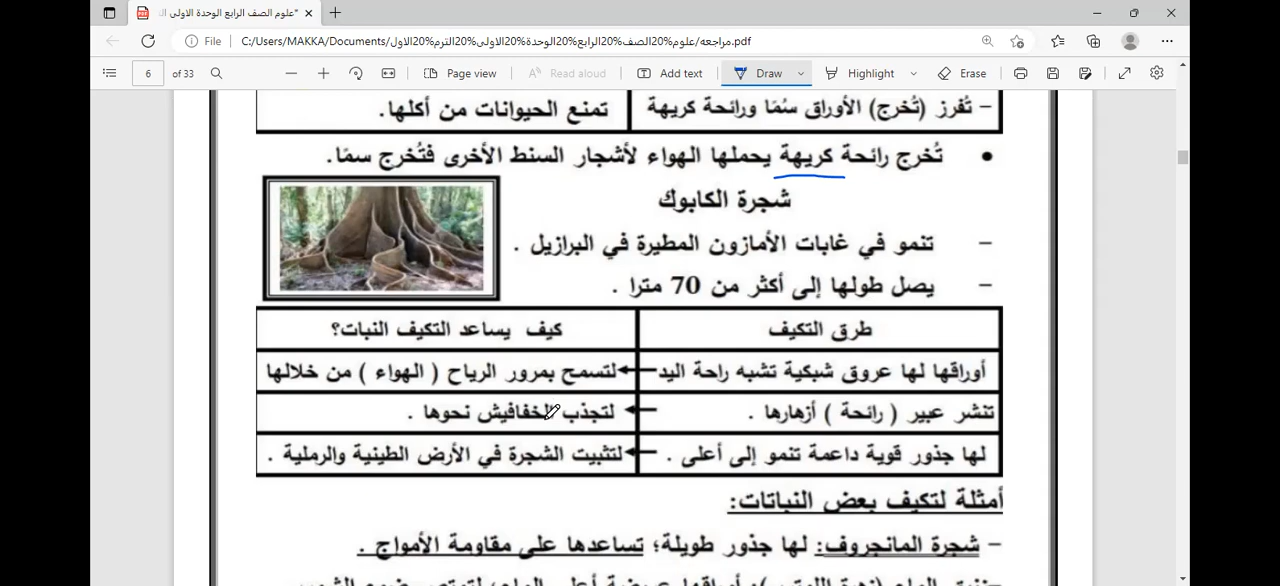 علوم الصف الرابع الوحدة الاولى ال*
File
C:/Users/MAKKA/Documents/مراجعه/علوم%20الصف%20الرابع%20الوحدة%20الاولى%20الترم%20الاول.pdf
6 of 33
Page view
Read aloud
Add text
Draw
Highlight
Erase
– تُفرز (تُخرج) الأوراق سُمًا ورائحة كريهة
تمنع الحيوانات من أكلها.
• تُخرج رائحة كريهة يحملها الهواء لأشجار السنط الأخرى فتُخرج سمًا.
شجرة الكابوك
– تنمو في غابات الأمازون المطيرة في البرازيل .
– يصل طولها إلى أكثر من 70 مترا .
طرق التكيف
كيف يساعد التكيف النبات؟
أوراقها لها عروق شبكية تشبه راحة اليد
لتسمح بمرور الرياح ( الهواء ) من خلالها
تنشر عبير ( رائحة ) أزهارها .
لتجذب الخفافيش نحوها .
لها جذور قوية داعمة تنمو إلى أعلى .
لتثبيت الشجرة في الأرض الطينية والرملية .
أمثلة لتكيف بعض النباتات:
– شجرة المانجروف: لها جذور طويلة؛ تساعدها على مقاومة الأمواج .